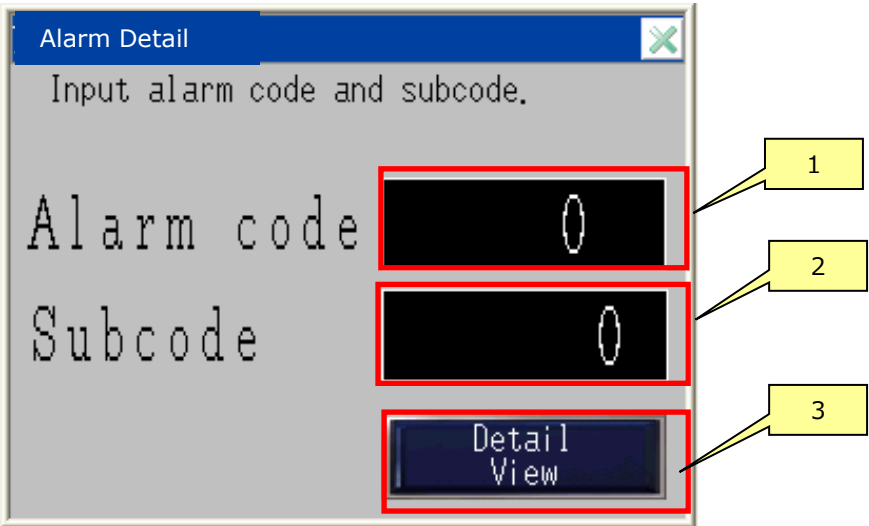 Alarm Detail
Input alarm code and subcode.
1
Alarm code 0
2
Subcode 0
3
Detail
View